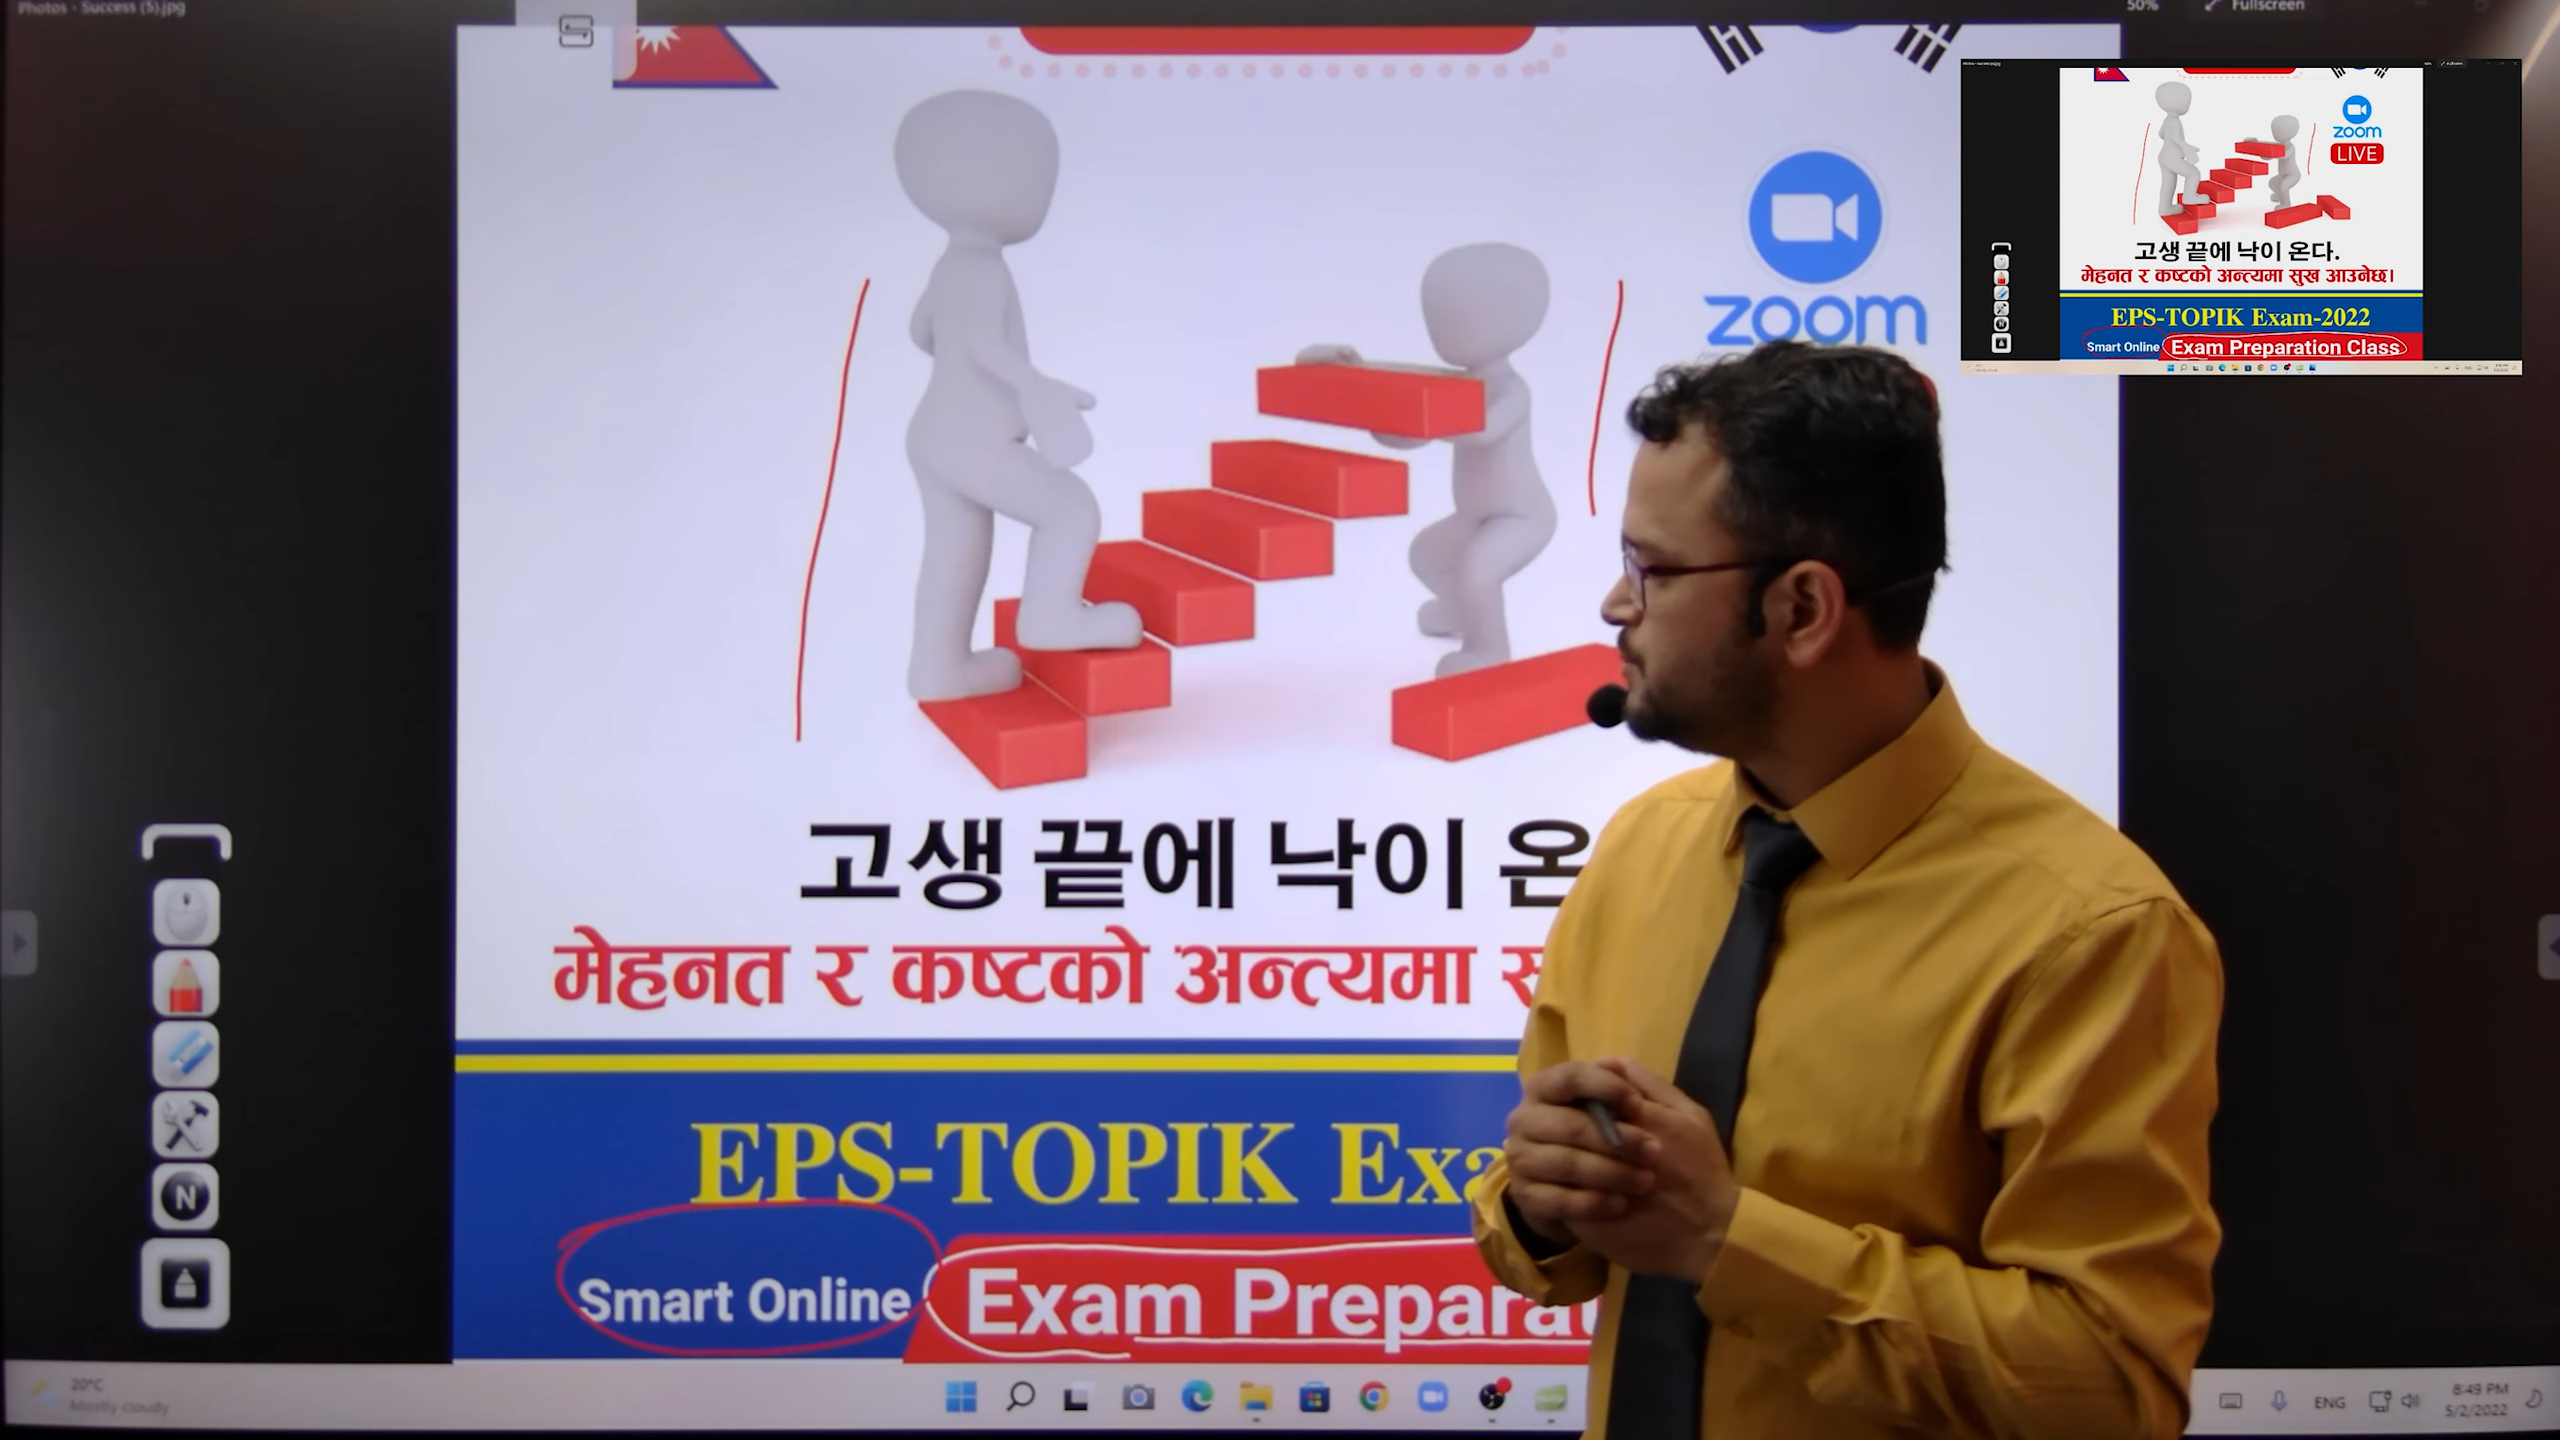 Photos - Success (5).jpg
50% Fullscreen
zoom
고생 끝에 낙이 온
मेहनत र कष्टको अन्त्यमा
EPS-TOPIK Exa
Smart Online Exam Prepara
20°C
Mostly cloudy
N
ENG
8:49 PM
5/2/2022
zoom
LIVE
고생 끝에 낙이 온다.
मेहनत र कष्टको अन्त्यमा सुख आउनेछ।
EPS-TOPIK Exam-2022
Smart Online Exam Preparation Class